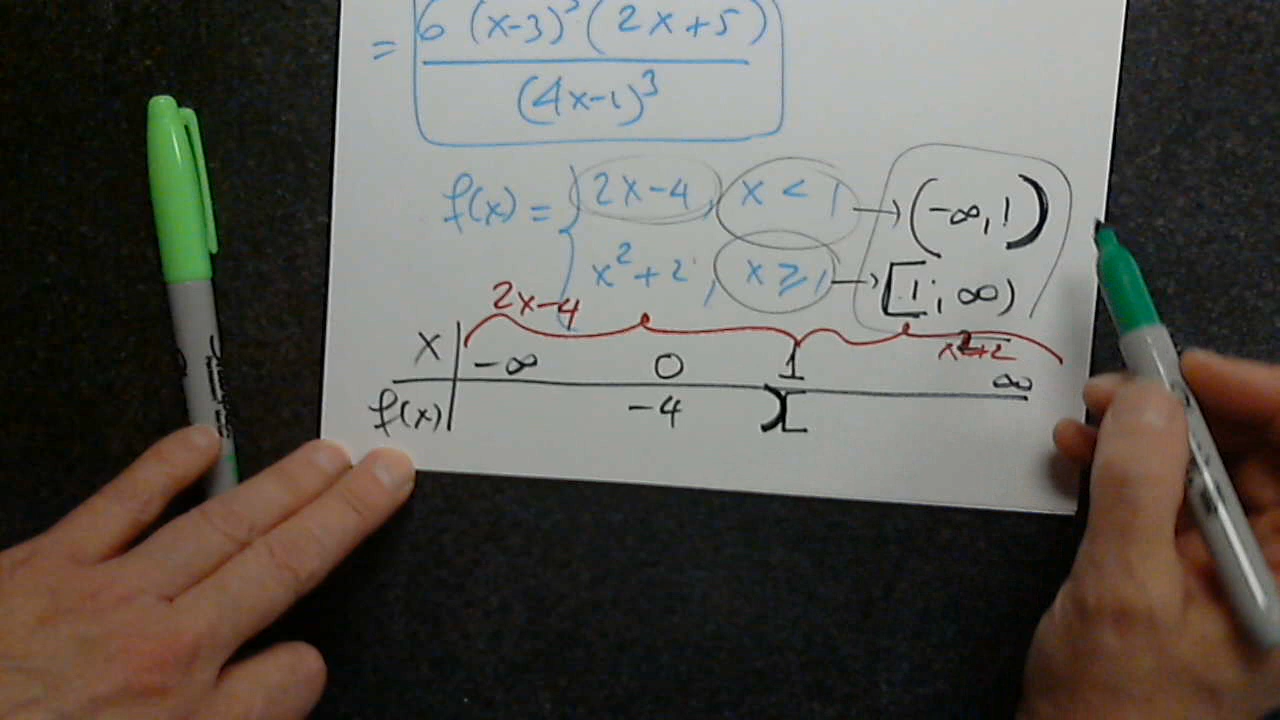 = 6 (x-3)² (2x+5)
(4x-1)³
f(x) = { 2x-4, x < 1 → (-∞, 1)
x²+2, x ≥ 1 → [1, ∞)
2x-4 x²+2
x | -∞ 0 1 ∞
f(x) | -4 )[